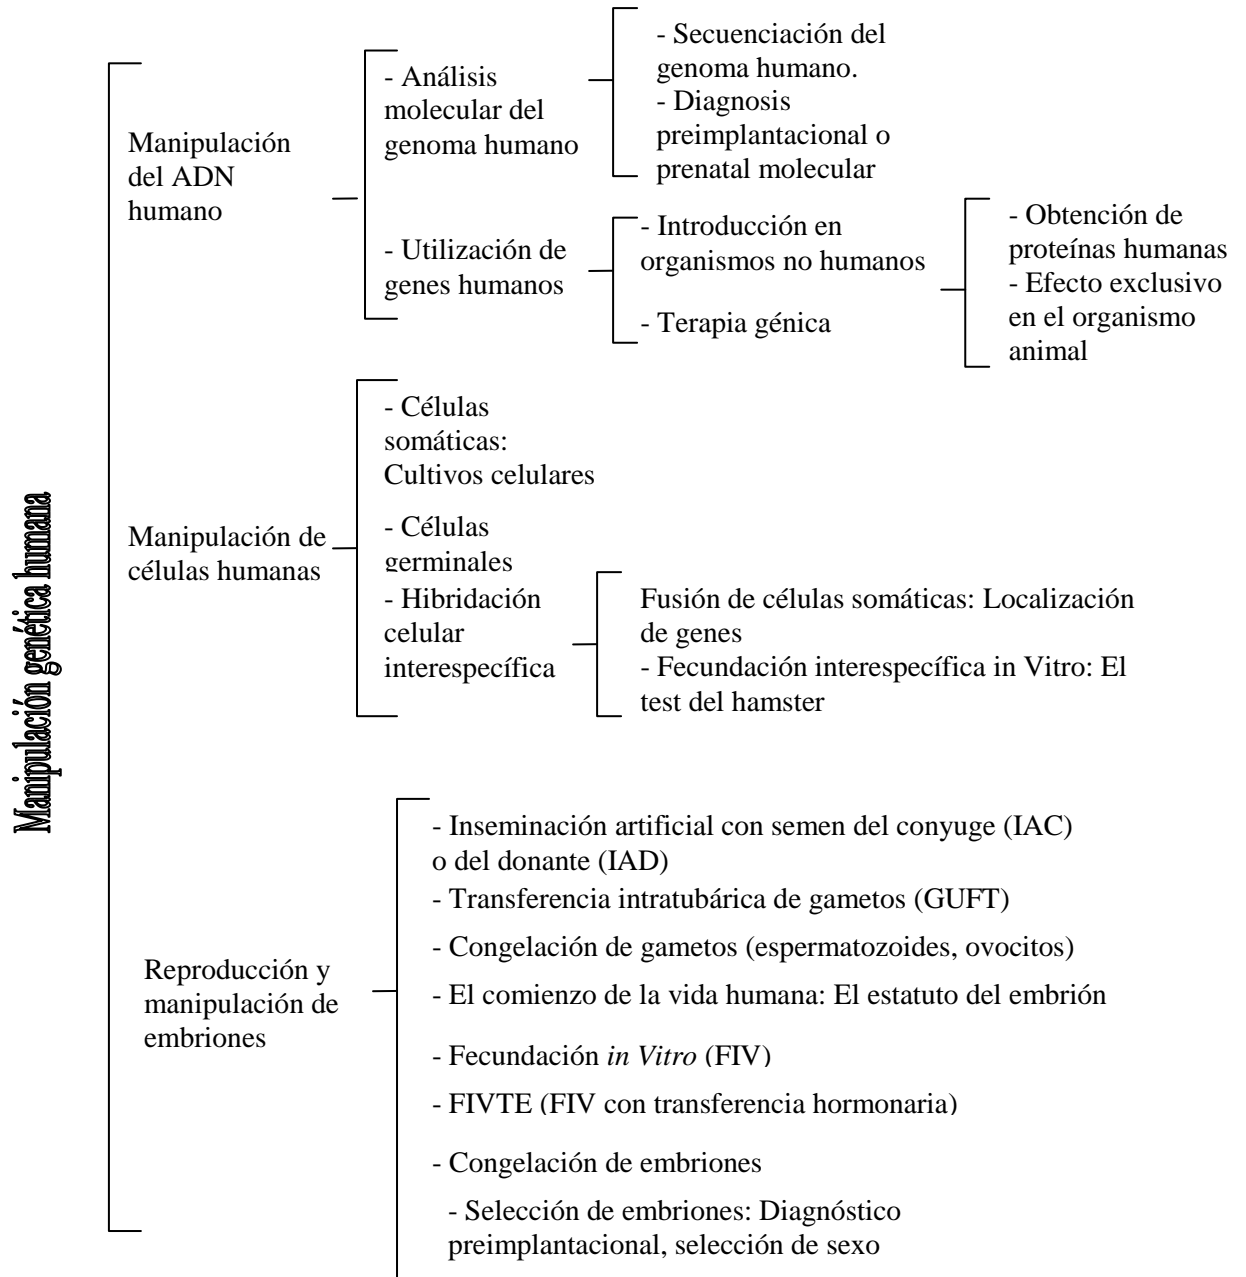 Manipulación genética humana
Manipulación
del ADN
humano
- Análisis
molecular del
genoma humano
- Secuenciación del
genoma humano.
- Diagnosis
preimplantacional o
prenatal molecular
- Utilización de
genes humanos
- Introducción en
organismos no humanos
- Terapia génica
- Obtención de
proteínas humanas
- Efecto exclusivo
en el organismo
animal
Manipulación de
células humanas
- Células
somáticas:
Cultivos celulares
- Células
germinales
- Hibridación
celular
interespecífica
Fusión de células somáticas: Localización
de genes
- Fecundación interespecífica in Vitro: El
test del hamster
Reproducción y
manipulación de
embriones
- Inseminación artificial con semen del conyuge (IAC)
o del donante (IAD)
- Transferencia intratubárica de gametos (GUFT)
- Congelación de gametos (espermatozoides, ovocitos)
- El comienzo de la vida humana: El estatuto del embrión
- Fecundación in Vitro (FIV)
- FIVTE (FIV con transferencia hormonaria)
- Congelación de embriones
- Selección de embriones: Diagnóstico
preimplantacional, selección de sexo